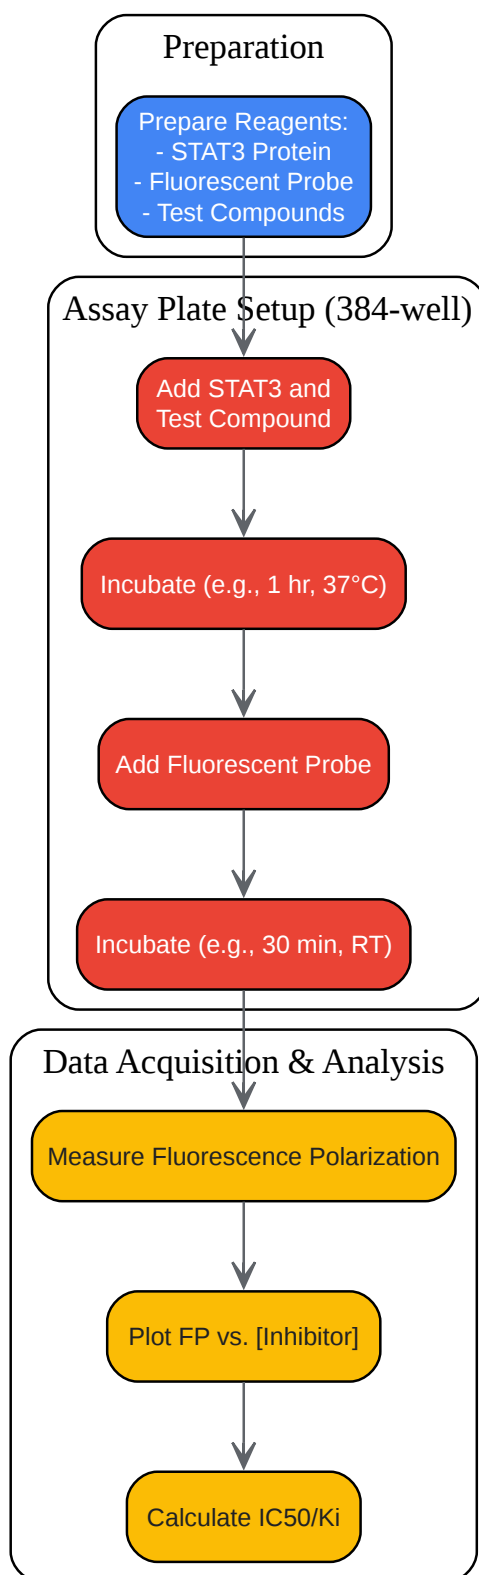 Preparation
Prepare Reagents:
- STAT3 Protein
- Fluorescent Probe
- Test Compounds
Assay Plate Setup (384-well)
Add STAT3 and
Test Compound
Incubate (e.g., 1 hr, 37°C)
Add Fluorescent Probe
Incubate (e.g., 30 min, RT)
Data Acquisition & Analysis
Measure Fluorescence Polarization
Plot FP vs. [Inhibitor]
Calculate IC50/Ki